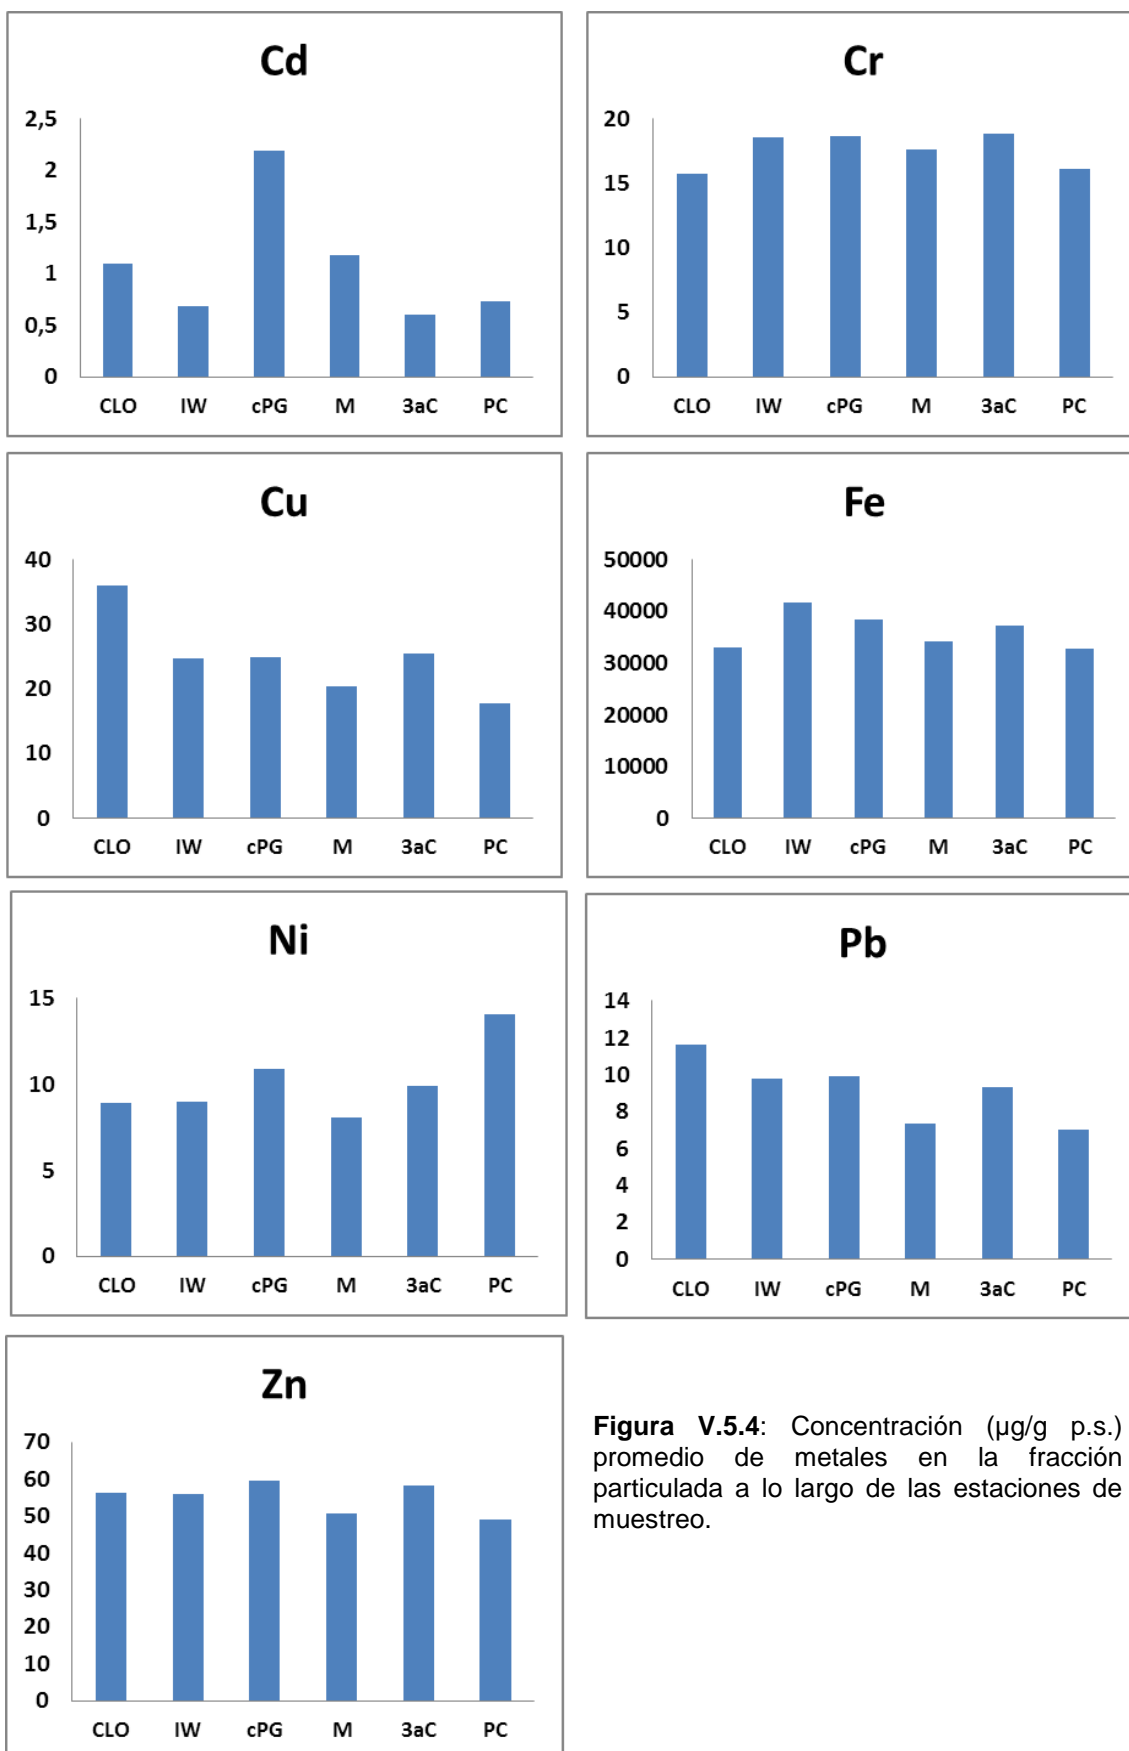 Cd
2,5
2
1,5
1
0,5
0
CLO IW cPG M 3aC PC
Cr
20
15
10
5
0
CLO IW cPG M 3aC PC
Cu
40
30
20
10
0
CLO IW cPG M 3aC PC
Fe
50000
40000
30000
20000
10000
0
CLO IW cPG M 3aC PC
Ni
15
10
5
0
CLO IW cPG M 3aC PC
Pb
14
12
10
8
6
4
2
0
CLO IW cPG M 3aC PC
Zn
70
60
50
40
30
20
10
0
CLO IW cPG M 3aC PC
Figura V.5.4: Concentración (µg/g p.s.)
promedio de metales en la fracción
particulada a lo largo de las estaciones de
muestreo.